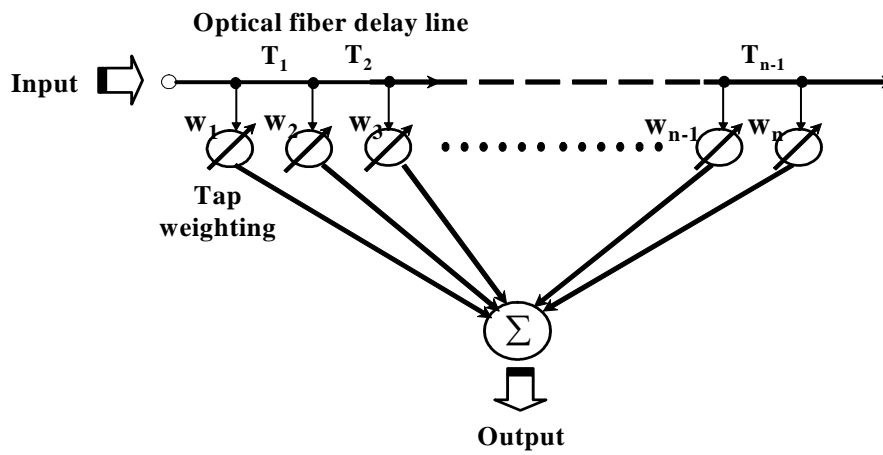 Optical fiber delay line
T1 T2 Tn-1
Input
w1 w2 w3 wn-1 wn
Tap
weighting
Σ
Output